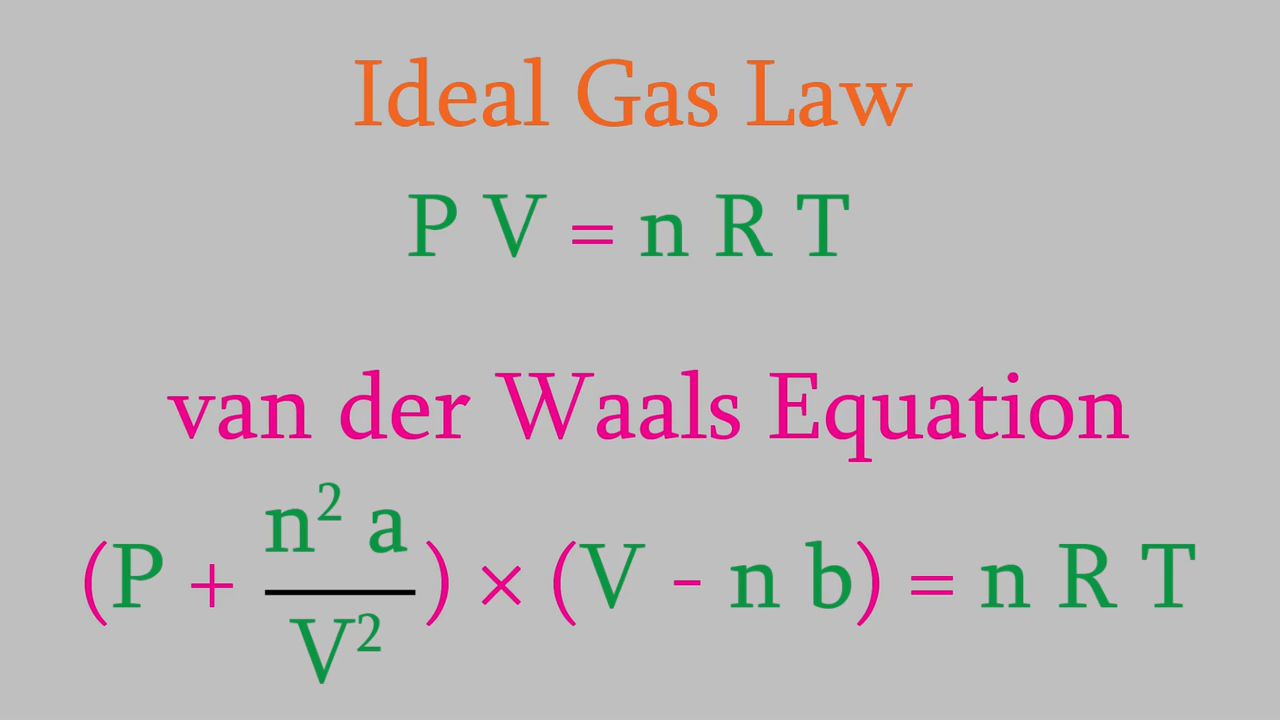 Ideal Gas Law
P V = n R T
van der Waals Equation
(P + n² a / V²) × (V - n b) = n R T